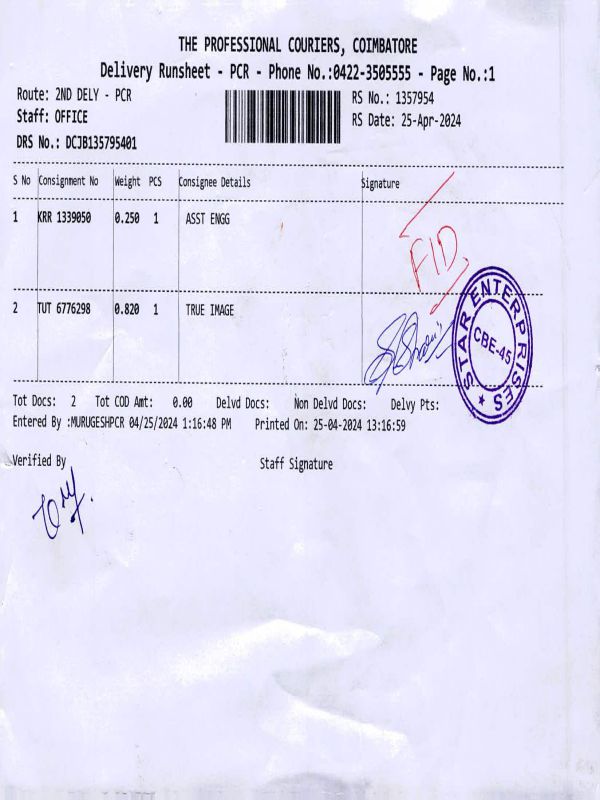 THE PROFESSIONAL COURIERS, COIMBATORE
Delivery Runsheet - PCR - Phone No.:0422-3505555 - Page No.:1
Route: 2ND DELY - PCR
RS No.: 1357954
Staff: OFFICE
RS Date: 25-Apr-2024
DRS No.: DCJB135795401
S No Consignment No Weight PCS Consignee Details Signature
1 KRR 1339050 0.250 1 ASST ENGG
FID
2 TUT 6776298 0.820 1 TRUE IMAGE
STAR ENTERPRISES
CBE-45
Tot Docs: 2 Tot COD Amt: 0.00 Delvd Docs: Non Delvd Docs: Delvy Pts:
Entered By :MURUGESHPCR 04/25/2024 1:16:48 PM Printed On: 25-04-2024 13:16:59
Verified By Staff Signature